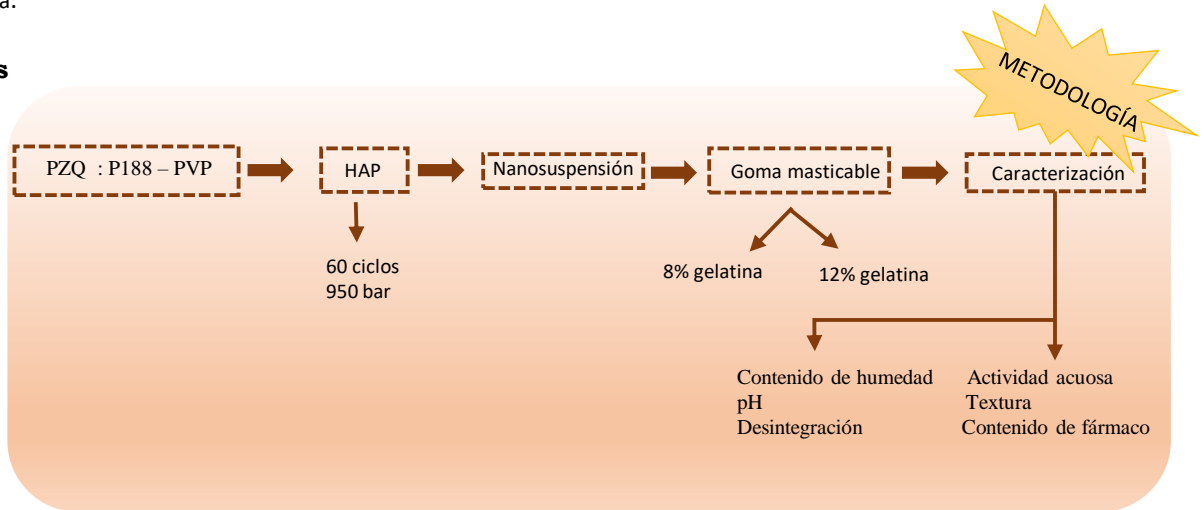 a.
s
METODOLOGÍA
PZQ : P188 – PVP
HAP
Nanosuspensión
Goma masticable
Caracterización
60 ciclos
950 bar
8% gelatina
12% gelatina
Contenido de humedad
pH
Desintegración
Actividad acuosa
Textura
Contenido de fármaco